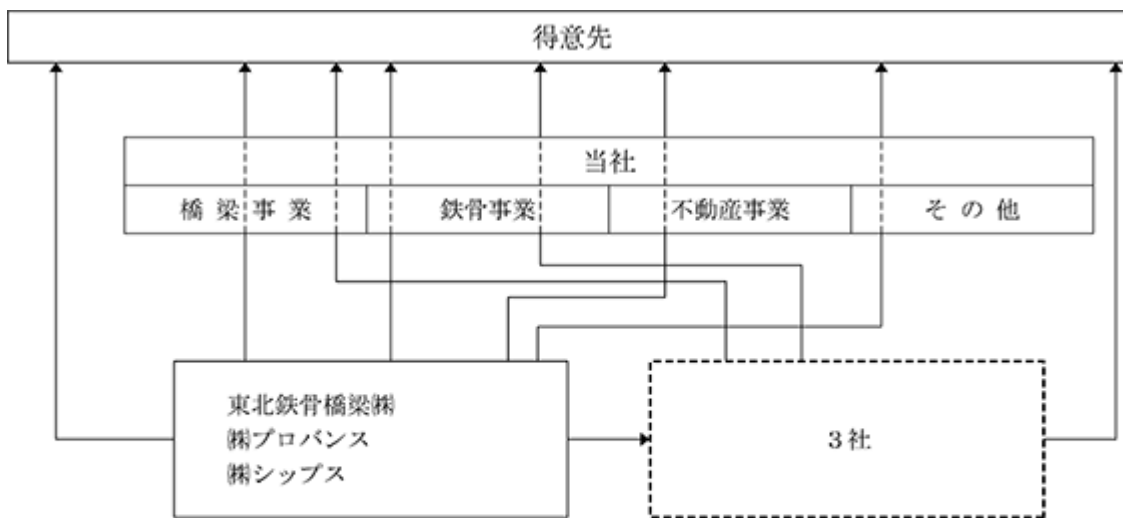 得意先
当社
橋梁事業
鉄骨事業
不動産事業
その他
東北鉄骨橋梁㈱
㈱プロバンス
㈱シップス
3社